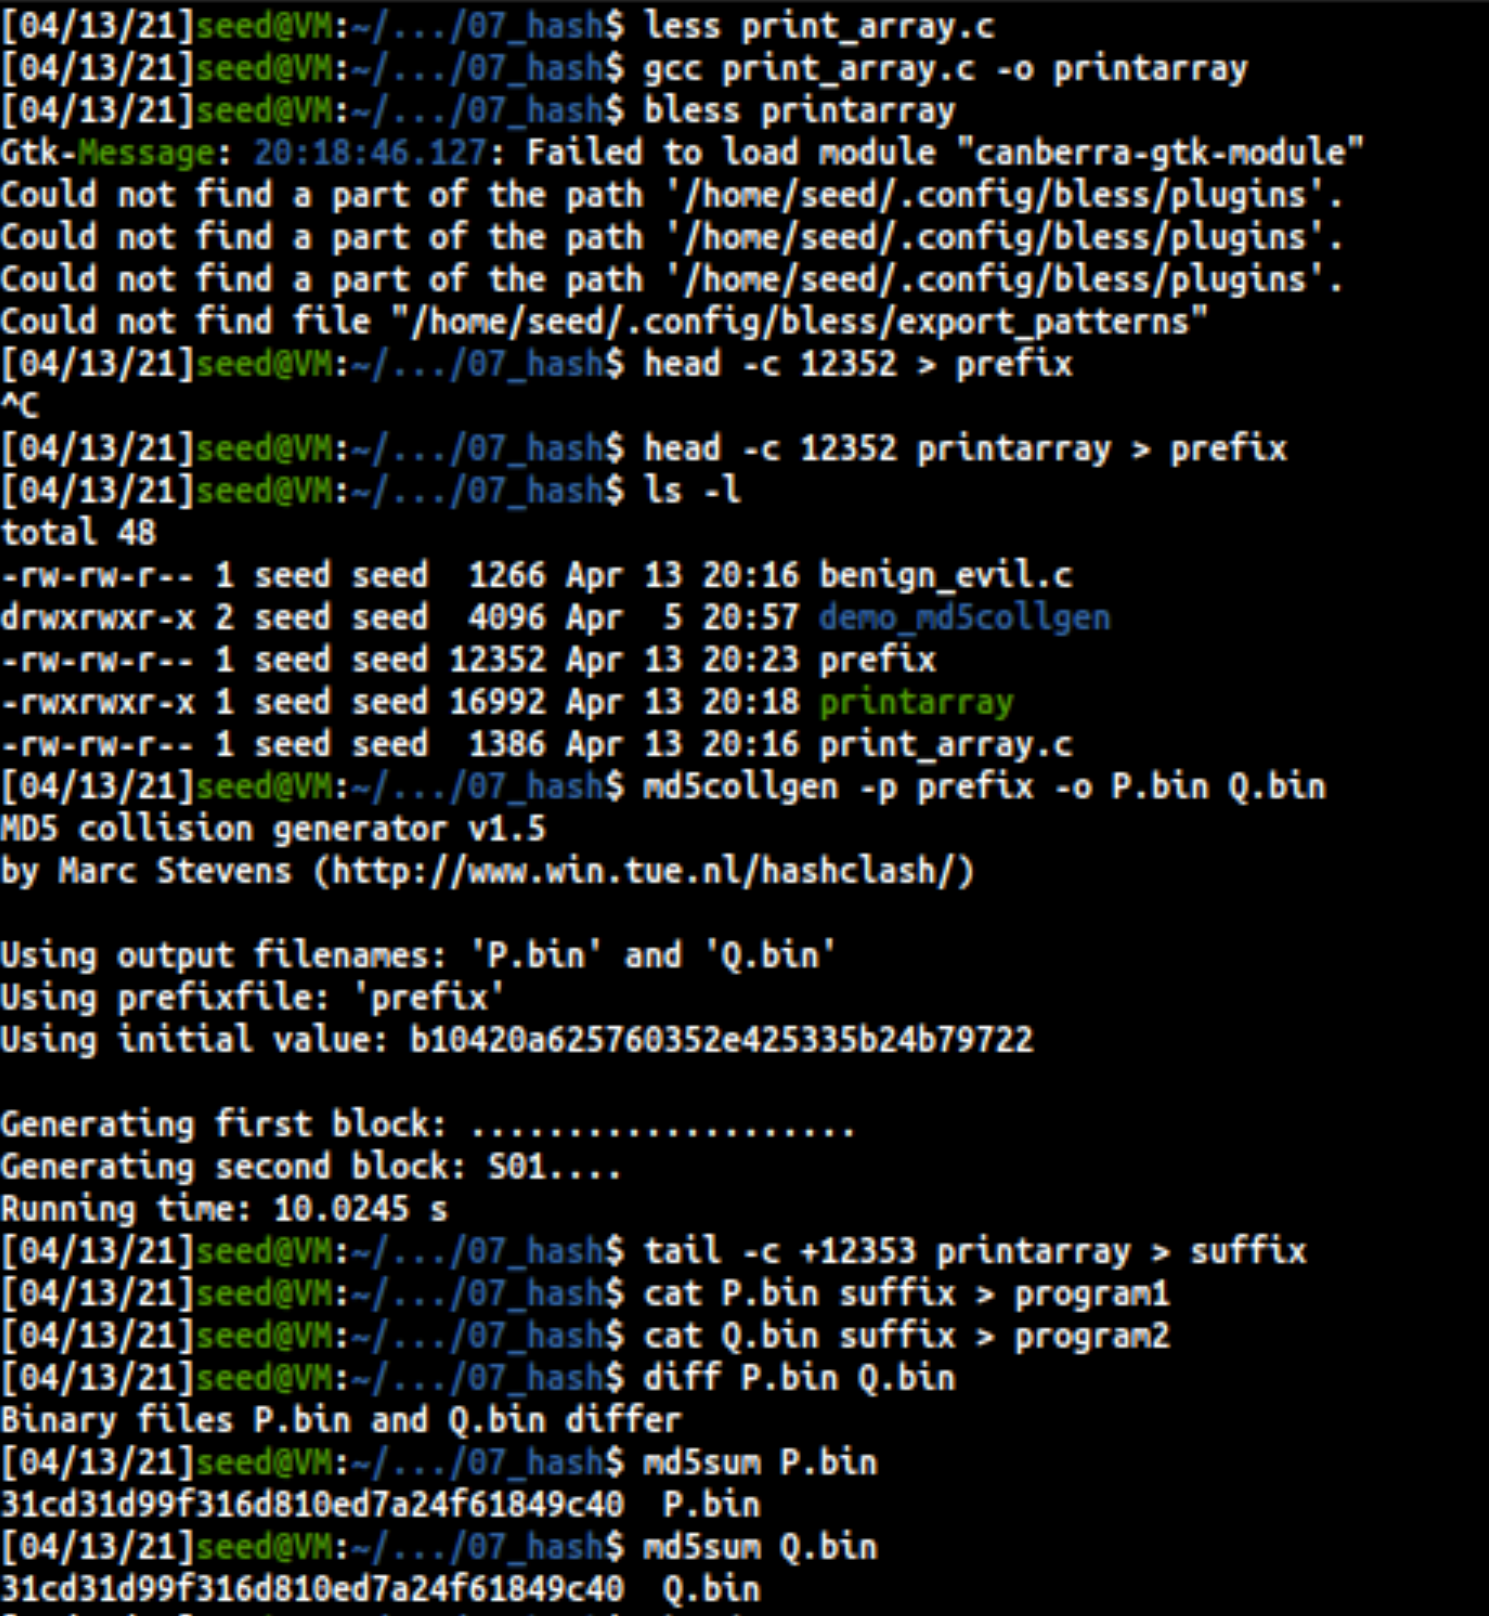 [04/13/21]seed@VM:~/.../07_hash$ less print_array.c
[04/13/21]seed@VM:~/.../07_hash$ gcc print_array.c -o printarray
[04/13/21]seed@VM:~/.../07_hash$ bless printarray
Gtk-Message: 20:18:46.127: Failed to load module "canberra-gtk-module"
Could not find a part of the path '/home/seed/.config/bless/plugins'.
Could not find a part of the path '/home/seed/.config/bless/plugins'.
Could not find a part of the path '/home/seed/.config/bless/plugins'.
Could not find file "/home/seed/.config/bless/export_patterns"
[04/13/21]seed@VM:~/.../07_hash$ head -c 12352 > prefix
^C
[04/13/21]seed@VM:~/.../07_hash$ head -c 12352 printarray > prefix
[04/13/21]seed@VM:~/.../07_hash$ ls -l
total 48
-rw-rw-r-- 1 seed seed  1266 Apr 13 20:16 benign_evil.c
drwxrwxr-x 2 seed seed  4096 Apr  5 20:57 demo_md5collgen
-rw-rw-r-- 1 seed seed 12352 Apr 13 20:23 prefix
-rwxrwxr-x 1 seed seed 16992 Apr 13 20:18 printarray
-rw-rw-r-- 1 seed seed  1386 Apr 13 20:16 print_array.c
[04/13/21]seed@VM:~/.../07_hash$ md5collgen -p prefix -o P.bin Q.bin
MD5 collision generator v1.5
by Marc Stevens (http://www.win.tue.nl/hashclash/)

Using output filenames: 'P.bin' and 'Q.bin'
Using prefixfile: 'prefix'
Using initial value: b10420a625760352e425335b24b79722

Generating first block: ....................
Generating second block: S01....
Running time: 10.0245 s
[04/13/21]seed@VM:~/.../07_hash$ tail -c +12353 printarray > suffix
[04/13/21]seed@VM:~/.../07_hash$ cat P.bin suffix > program1
[04/13/21]seed@VM:~/.../07_hash$ cat Q.bin suffix > program2
[04/13/21]seed@VM:~/.../07_hash$ diff P.bin Q.bin
Binary files P.bin and Q.bin differ
[04/13/21]seed@VM:~/.../07_hash$ md5sum P.bin
31cd31d99f316d810ed7a24f61849c40  P.bin
[04/13/21]seed@VM:~/.../07_hash$ md5sum Q.bin
31cd31d99f316d810ed7a24f61849c40  Q.bin